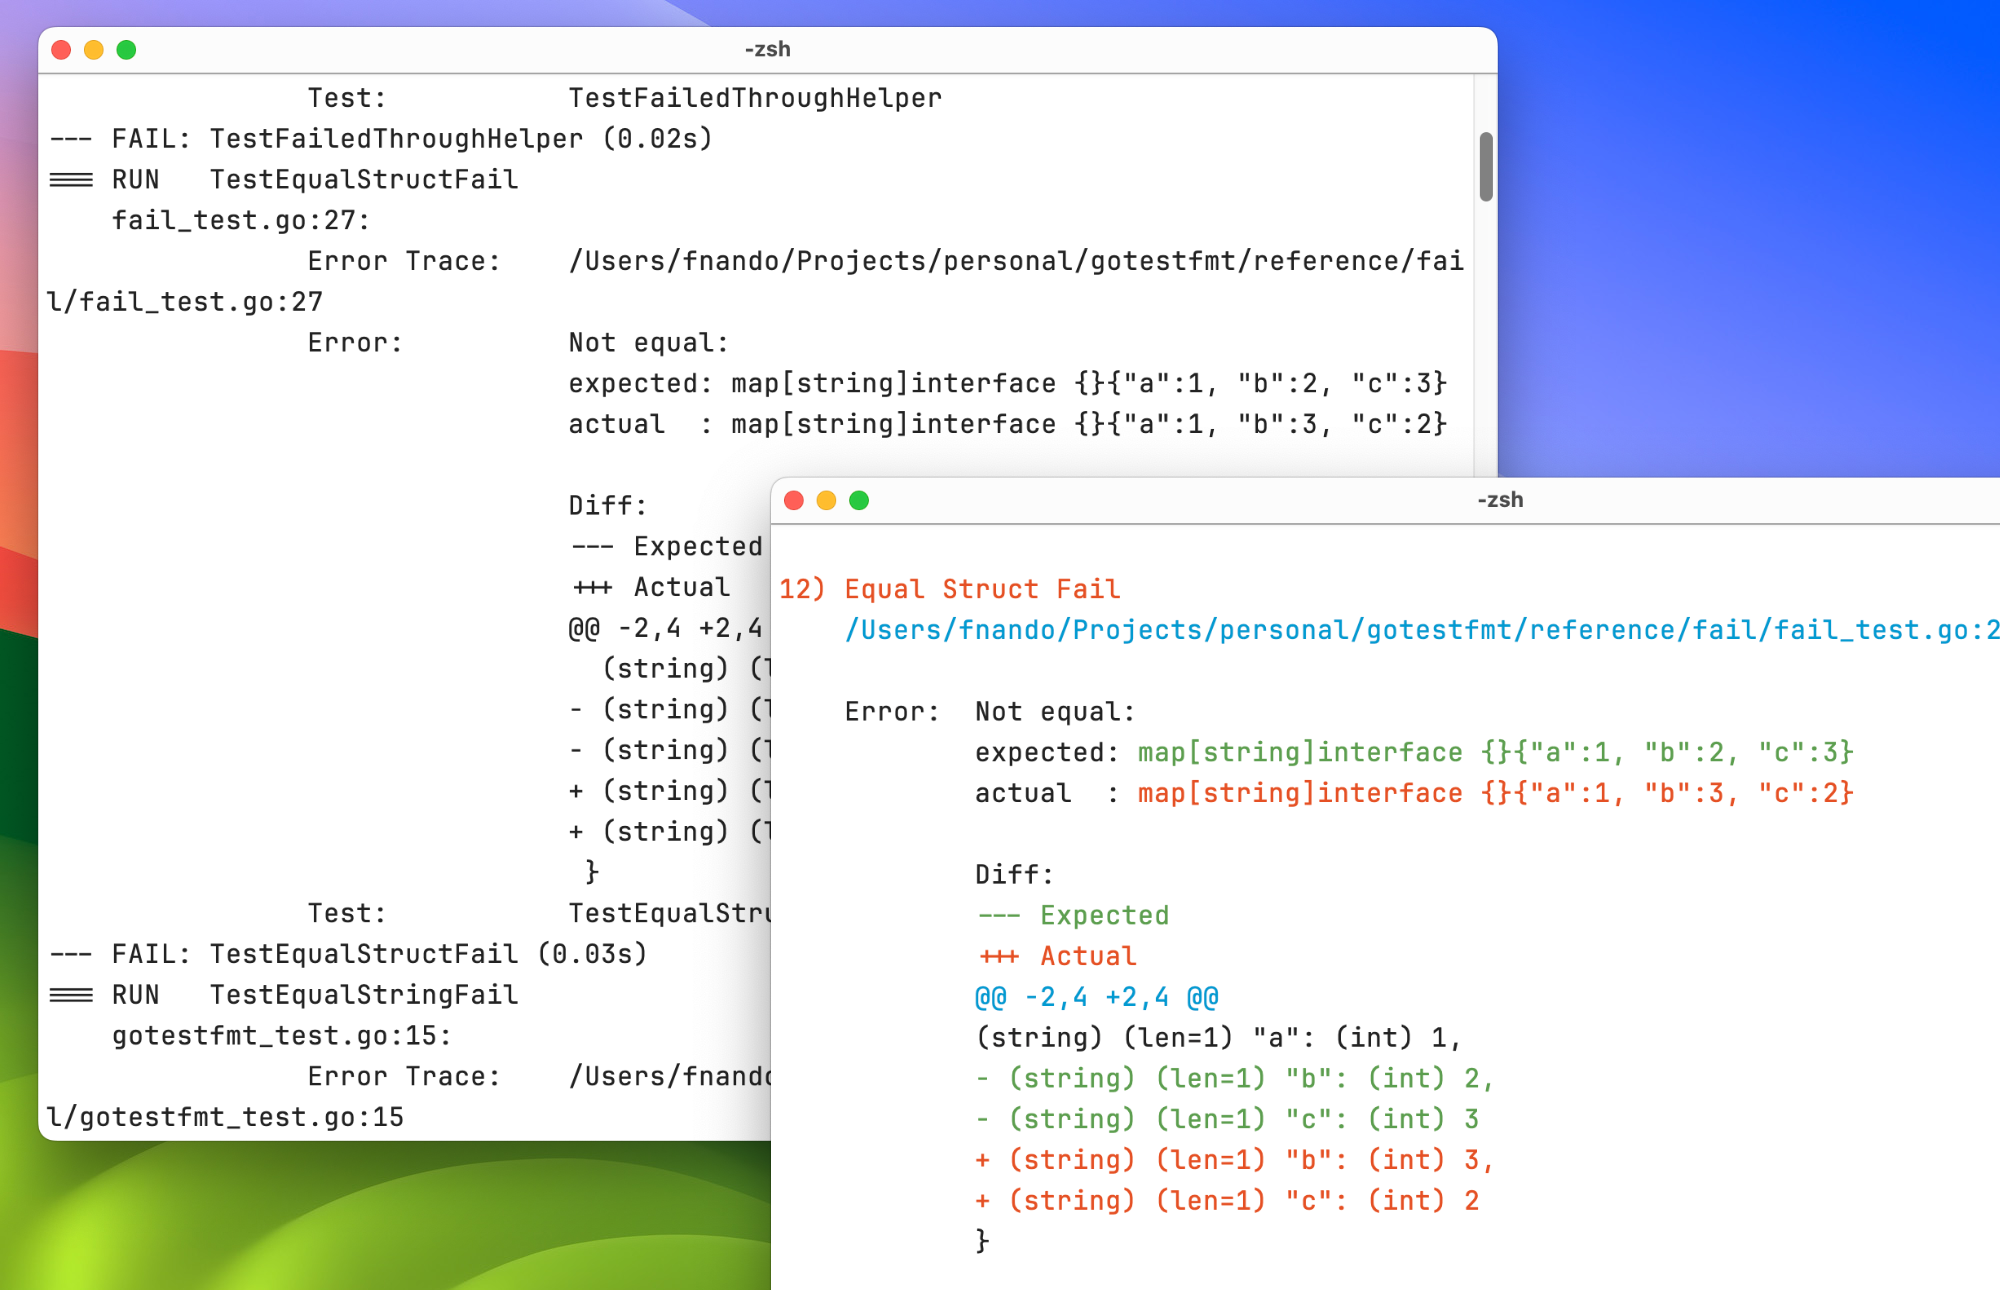 -zsh
Test: TestFailedThroughHelper
--- FAIL: TestFailedThroughHelper (0.02s)
=== RUN TestEqualStructFail
fail_test.go:27:
Error Trace: /Users/fnando/Projects/personal/gotestfmt/reference/fai
l/fail_test.go:27
Error: Not equal:
expected: map[string]interface {}{"a":1, "b":2, "c":3}
actual  : map[string]interface {}{"a":1, "b":3, "c":2}
Diff:
--- Expected
+++ Actual
@@ -2,4 +2,4
(string) (
- (string) (
- (string) (
+ (string) (
+ (string) (
}
Test:
--- FAIL: TestEqualStructFail (0.03s)
=== RUN TestEqualStringFail
gotestfmt_test.go:15:
Error Trace:
l/gotestfmt_test.go:15
-zsh
12) Equal Struct Fail
/Users/fnando/Projects/personal/gotestfmt/reference/fail/fail_test.go:2
Error: Not equal:
expected: map[string]interface {}{"a":1, "b":2, "c":3}
actual  : map[string]interface {}{"a":1, "b":3, "c":2}
Diff:
--- Expected
+++ Actual
@@ -2,4 +2,4 @@
(string) (len=1) "a": (int) 1,
- (string) (len=1) "b": (int) 2,
- (string) (len=1) "c": (int) 3
+ (string) (len=1) "b": (int) 3,
+ (string) (len=1) "c": (int) 2
}